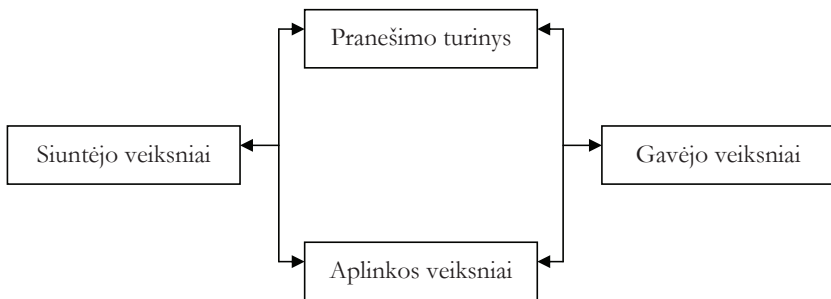 Pranešimo turinys
Siuntėjo veiksniai
Gavėjo veiksniai
Aplinkos veiksniai